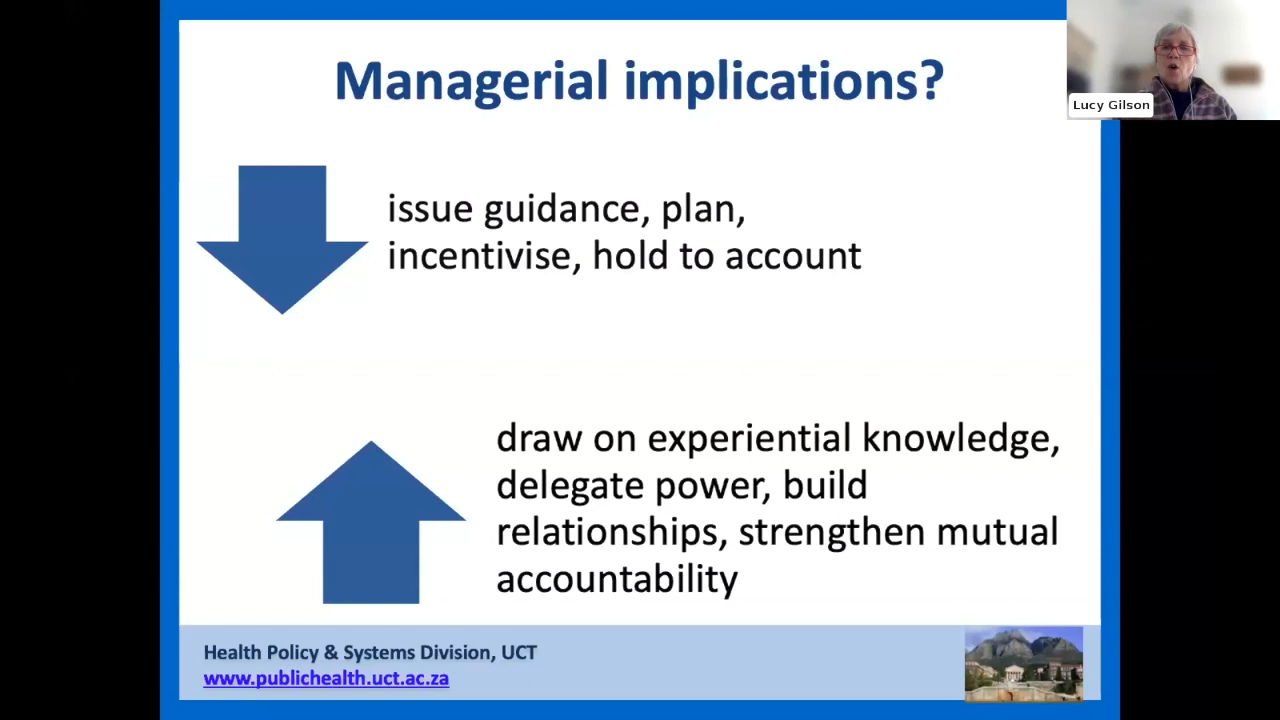 Managerial implications?
Lucy Gilson
issue guidance, plan,
incentivise, hold to account
draw on experiential knowledge,
delegate power, build
relationships, strengthen mutual
accountability
Health Policy & Systems Division, UCT
www.publichealth.uct.ac.za